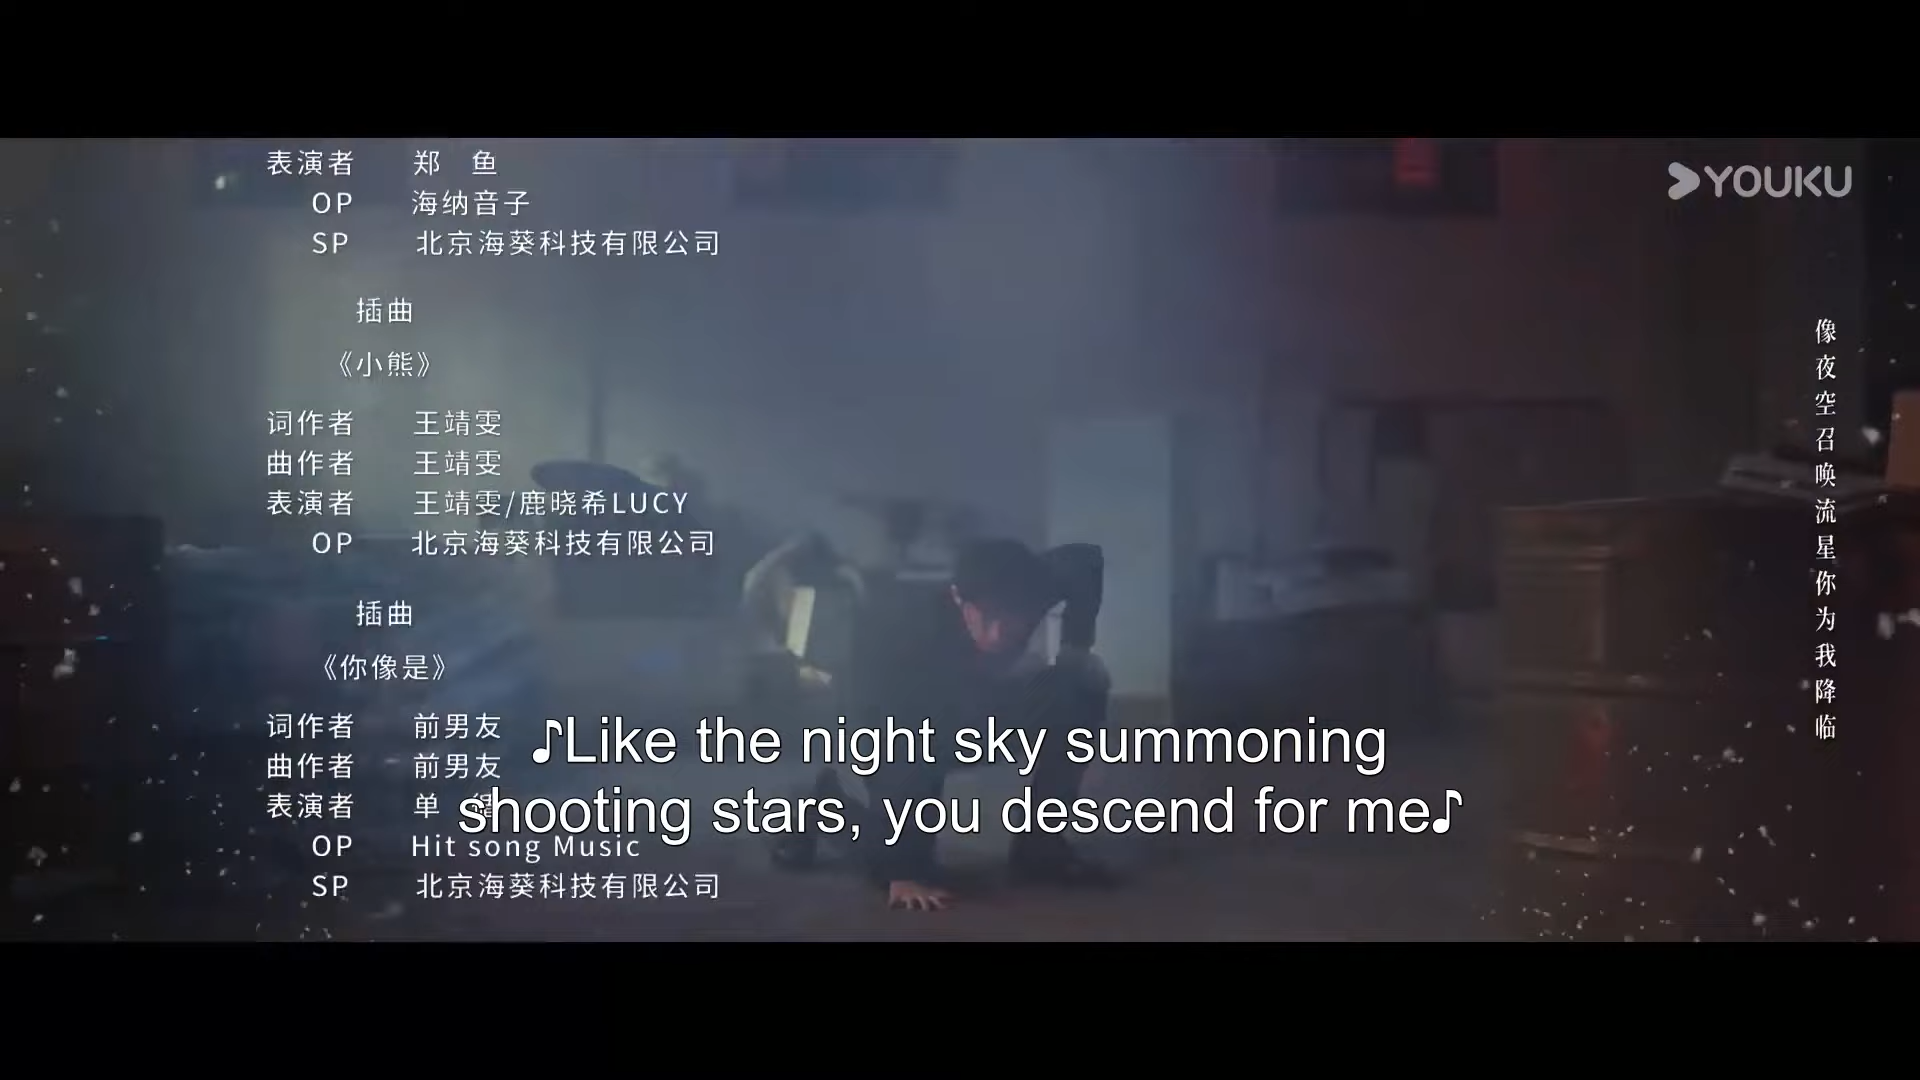 表演者 郑 鱼
OP 海纳音子
SP 北京海葵科技有限公司
插曲
《小熊》
词作者 王靖雯
曲作者 王靖雯
表演者 王靖雯/鹿晓希LUCY
OP 北京海葵科技有限公司
插曲
《你像是》
词作者 前男友
曲作者 前男友
表演者 单
OP Hit song Music
SP 北京海葵科技有限公司
♪Like the night sky summoning
shooting stars, you descend for me♪
YOUKU
像夜空召唤流星你为我降临